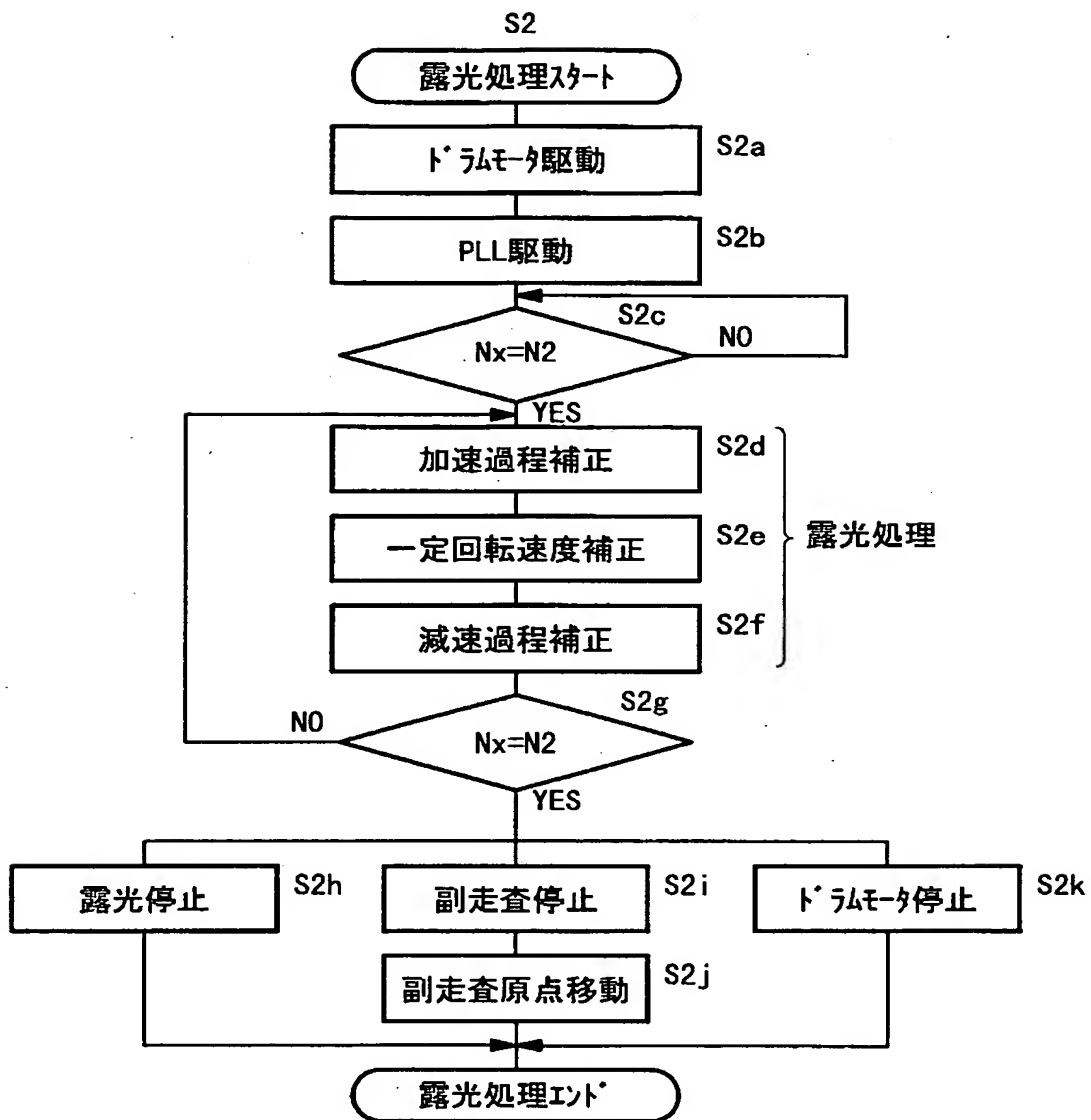 S2
露光処理ｽﾀｰﾄ
ﾄﾞﾗﾑﾓｰﾀ駆動
S2a
PLL駆動
S2b
S2c
Nx=N2
NO
YES
加速過程補正
S2d
一定回転速度補正
S2e
露光処理
減速過程補正
S2f
S2g
NO
Nx=N2
YES
露光停止
S2h
副走査停止
S2i
ﾄﾞﾗﾑﾓｰﾀ停止
S2k
副走査原点移動
S2j
露光処理ｴﾝﾄﾞ